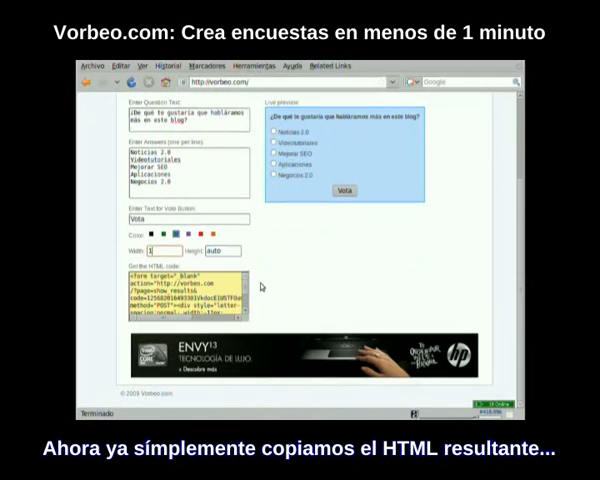 Vorbeo.com: Crea encuestas en menos de 1 minuto
Archivo Editar Ver Historial Marcadores Herramientas Ayuda Related Links
http://vorbeo.com/
Google
Enter Question Text:
¿De qué te gustaría que habláramos
más en este blog?
Enter Answers (one per line):
Noticias 2.0
Videotutoriales
Mejorar SEO
Aplicaciones
Negocios 2.0
Enter Text for Vote Button:
Vota
Color:
Width: 1 Height: auto
Get the HTML code:
<form target="_blank"
action="http://vorbeo.com
/?page=show_results&
method="POST"><div style="letter-
Live preview:
¿De qué te gustaría que habláramos más en este blog?
Noticias 2.0
Videotutoriales
Mejorar SEO
Aplicaciones
Negocios 2.0
Vota
ENVY13
TECNOLOGÍA DE LUJO.
» Descubre más
hp
© 2009 Vorbeo.com
Terminado
Ahora ya símplemente copiamos el HTML resultante...